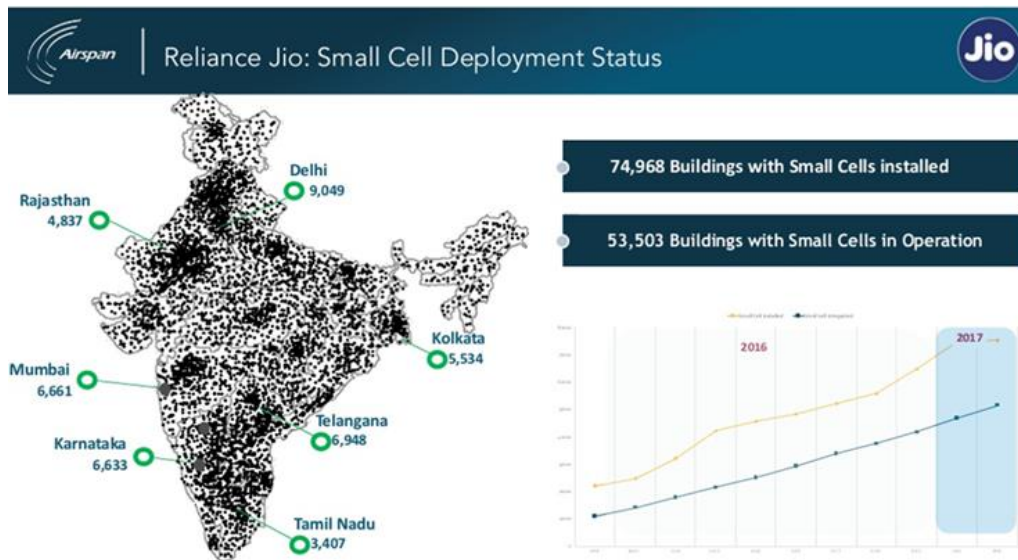 Airspan
Reliance Jio: Small Cell Deployment Status
Jio
Delhi
9,049
Rajasthan
4,837
Kolkata
5,534
Mumbai
6,661
Telangana
6,948
Karnataka
6,633
Tamil Nadu
3,407
74,968 Buildings with Small Cells installed
53,503 Buildings with Small Cells in Operation
2016
2017